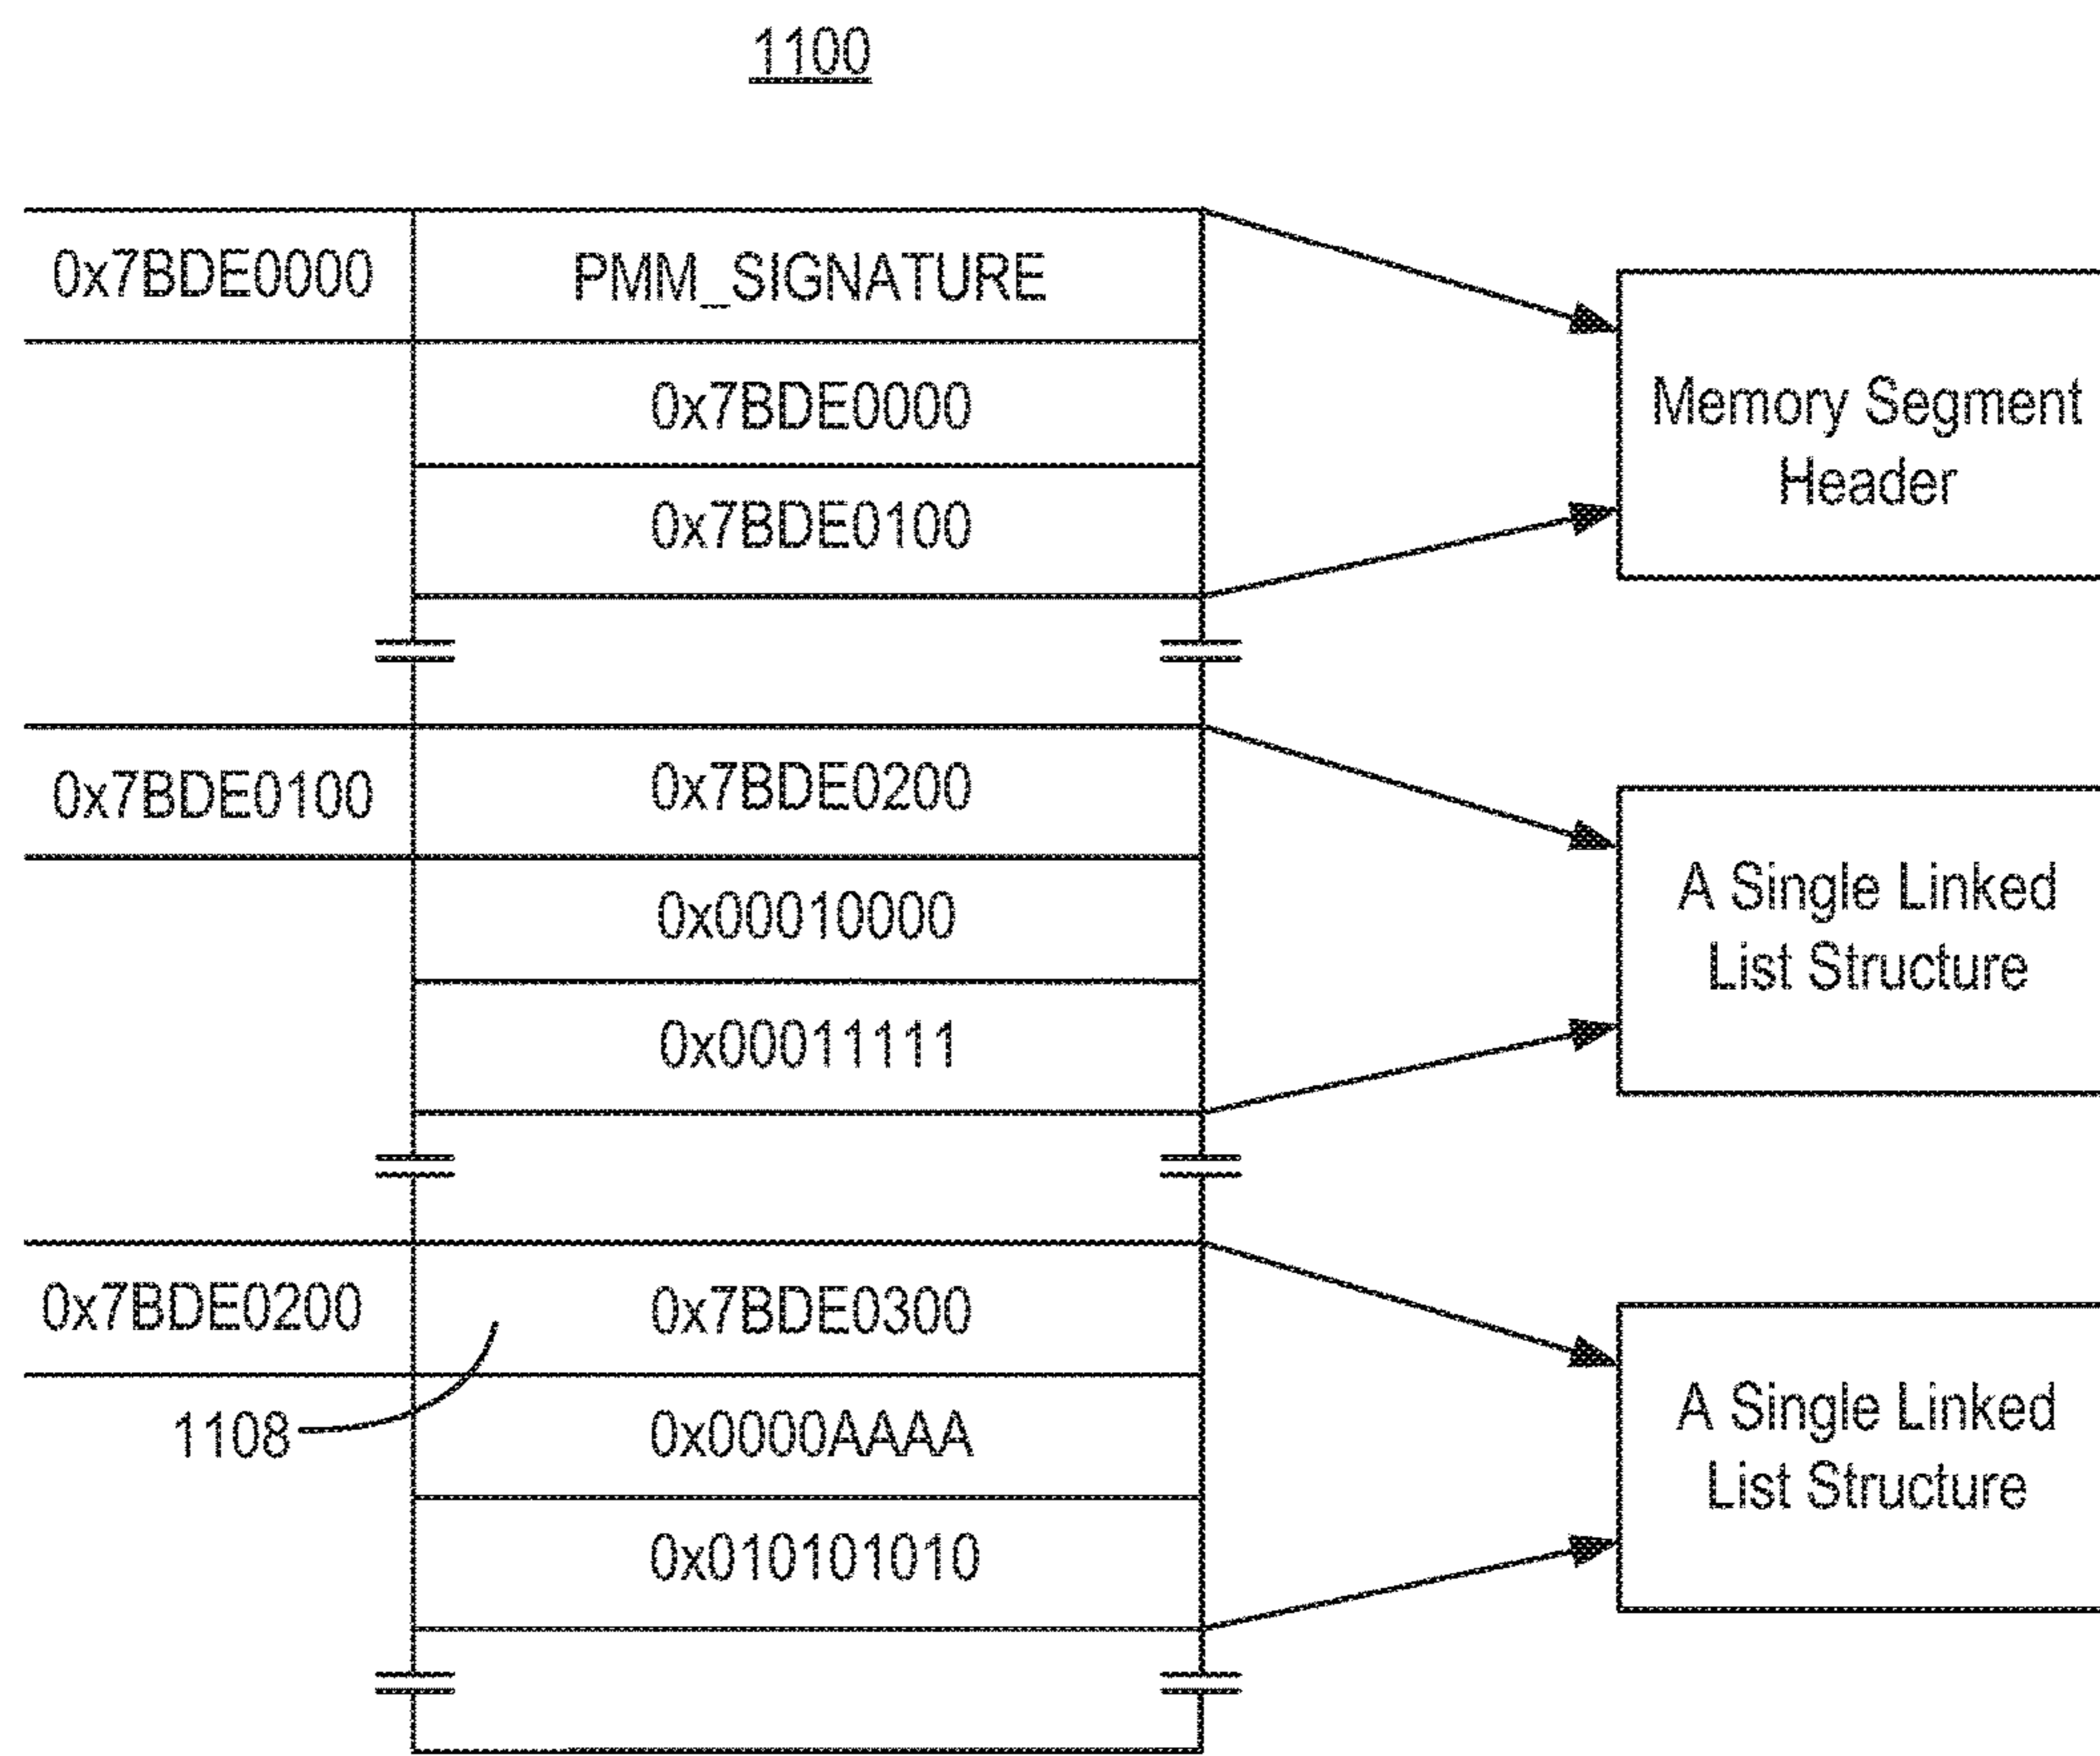 1100
0x7BDE0000 PMM_SIGNATURE
0x7BDE0000
0x7BDE0100
Memory Segment
Header
0x7BDE0100 0x7BDE0200
0x00010000
0x00011111
A Single Linked
List Structure
0x7BDE0200 0x7BDE0300
1108 0x0000AAAA
0x010101010
A Single Linked
List Structure